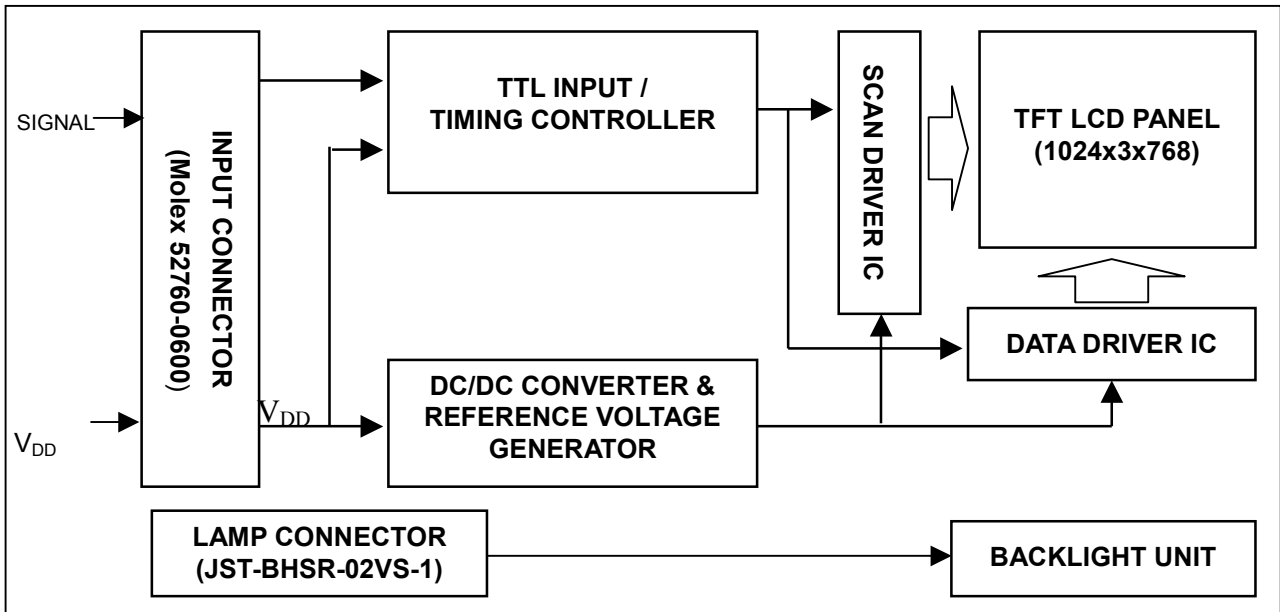 SIGNAL
V_DD
INPUT CONNECTOR
(Molex 52760-0600)
TTL INPUT /
TIMING CONTROLLER
SCAN DRIVER IC
TFT LCD PANEL
(1024x3x768)
DATA DRIVER IC
V_DD
DC/DC CONVERTER &
REFERENCE VOLTAGE
GENERATOR
LAMP CONNECTOR
(JST-BHSR-02VS-1)
BACKLIGHT UNIT